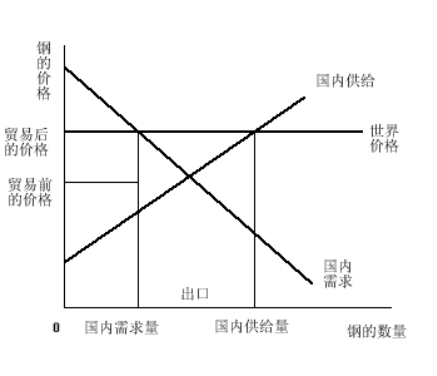 钢的价格
国内供给
贸易后
的价格
世界
价格
贸易前
的价格
国内
需求
出口
0
国内需求量
国内供给量
钢的数量